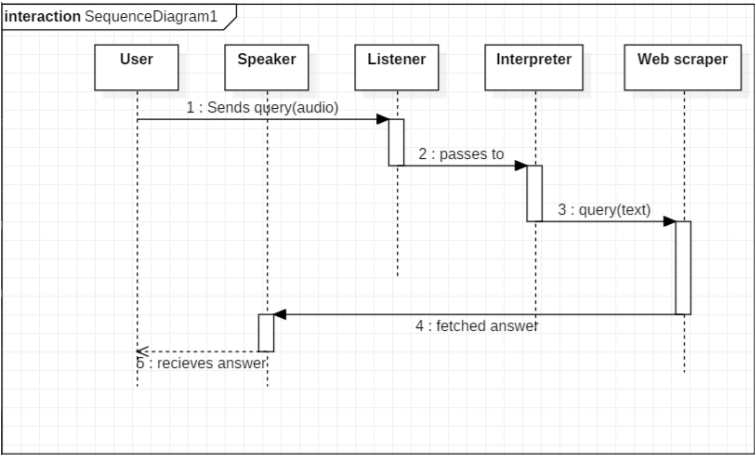 interaction SequenceDiagram1
User
Speaker
Listener
Interpreter
Web scraper
1 : Sends query(audio)
2 : passes to
3 : query(text)
4 : fetched answer
5 : recieves answer